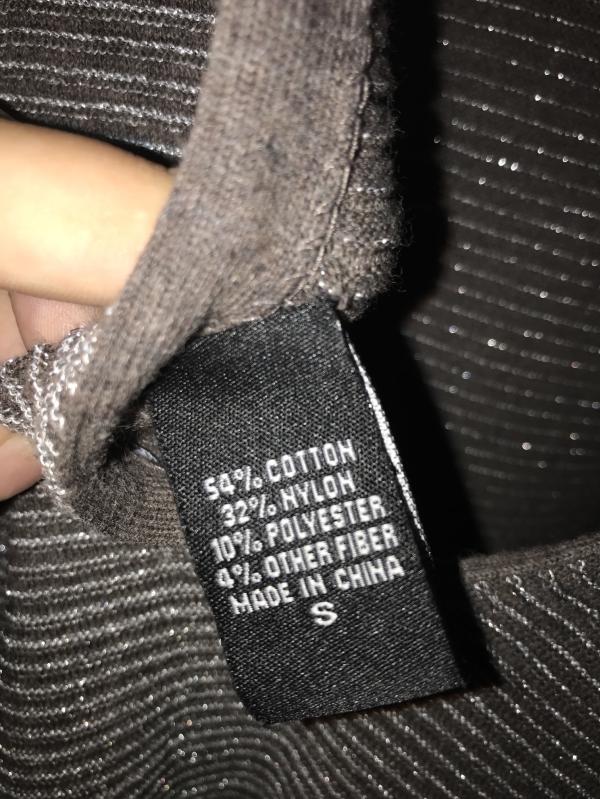 54% COTTON
32% NYLON
10% POLYESTER
4% OTHER FIBER
MADE IN CHINA
S